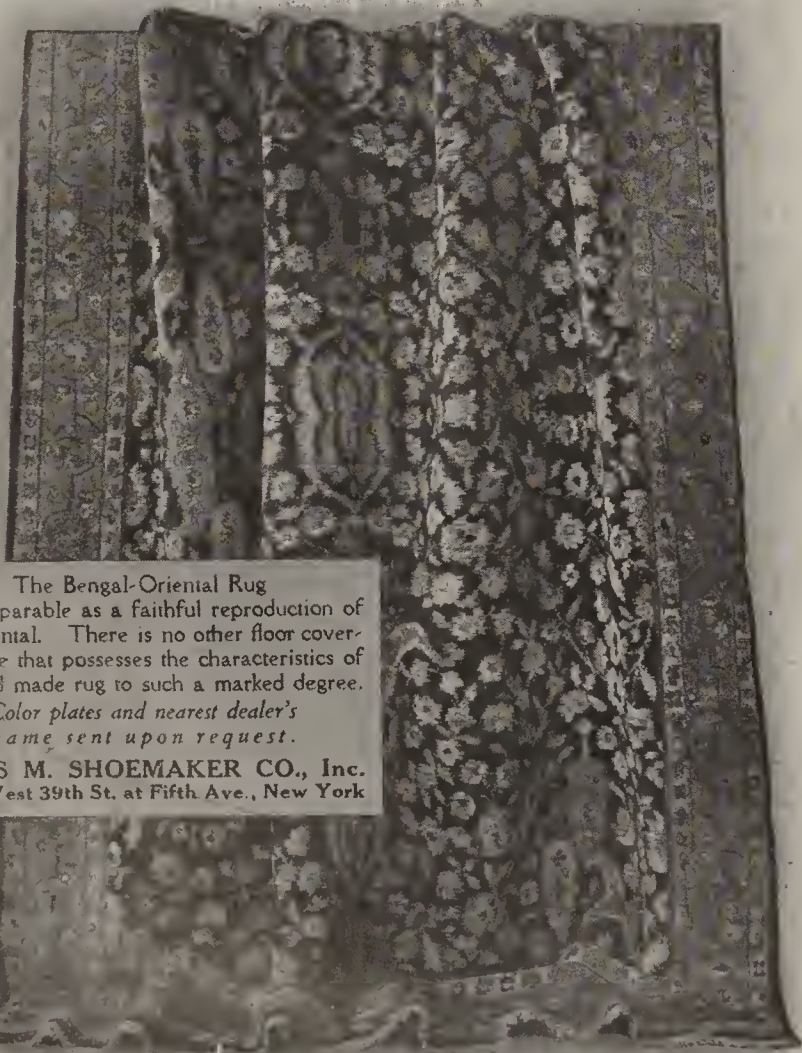 The Bengal-Oriental Rug
parable as a faithful reproduction of
ntal. There is no other floor cover-
that possesses the characteristics of
made rug to such a marked degree.
Color plates and nearest dealer's
ame sent upon request.
S M. SHOEMAKER CO., Inc.
est 39th St. at Fifth Ave., New York